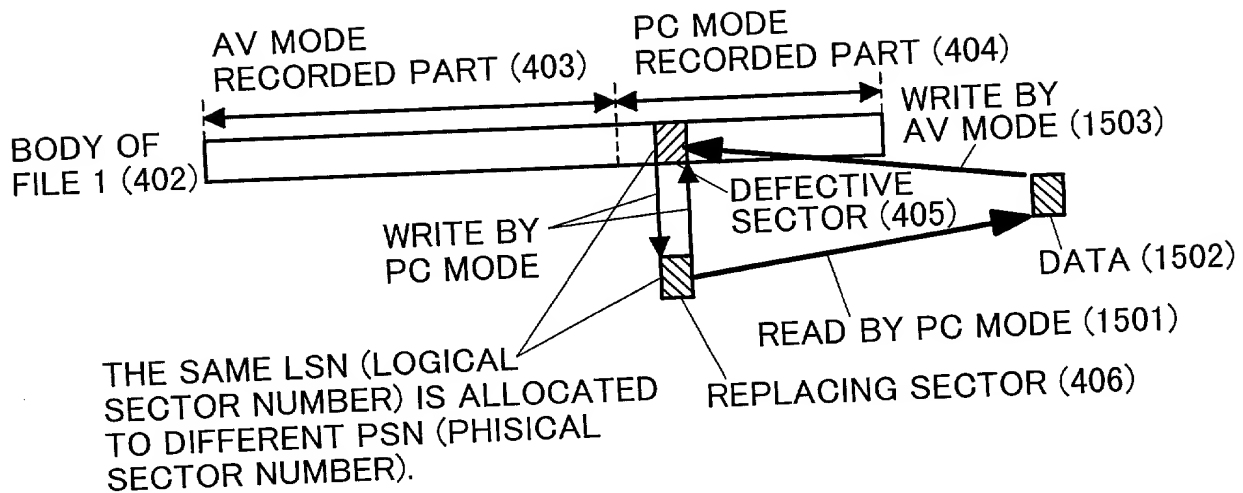 AV MODE
RECORDED PART (403)
PC MODE
RECORDED PART (404)
WRITE BY
AV MODE (1503)
BODY OF
FILE 1 (402)
DEFECTIVE
SECTOR (405)
WRITE BY
PC MODE
DATA (1502)
READ BY PC MODE (1501)
THE SAME LSN (LOGICAL
SECTOR NUMBER) IS ALLOCATED
TO DIFFERENT PSN (PHISICAL
SECTOR NUMBER).
REPLACING SECTOR (406)